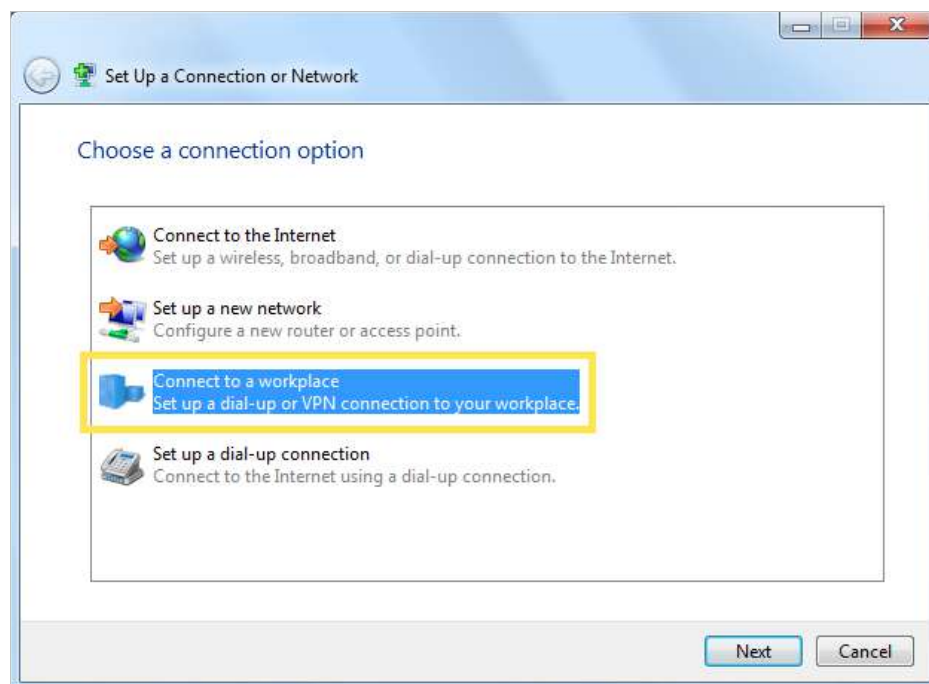 Set Up a Connection or Network
Choose a connection option
Connect to the Internet
Set up a wireless, broadband, or dial-up connection to the Internet.
Set up a new network
Configure a new router or access point.
Connect to a workplace
Set up a dial-up or VPN connection to your workplace.
Set up a dial-up connection
Connect to the Internet using a dial-up connection.
Next Cancel